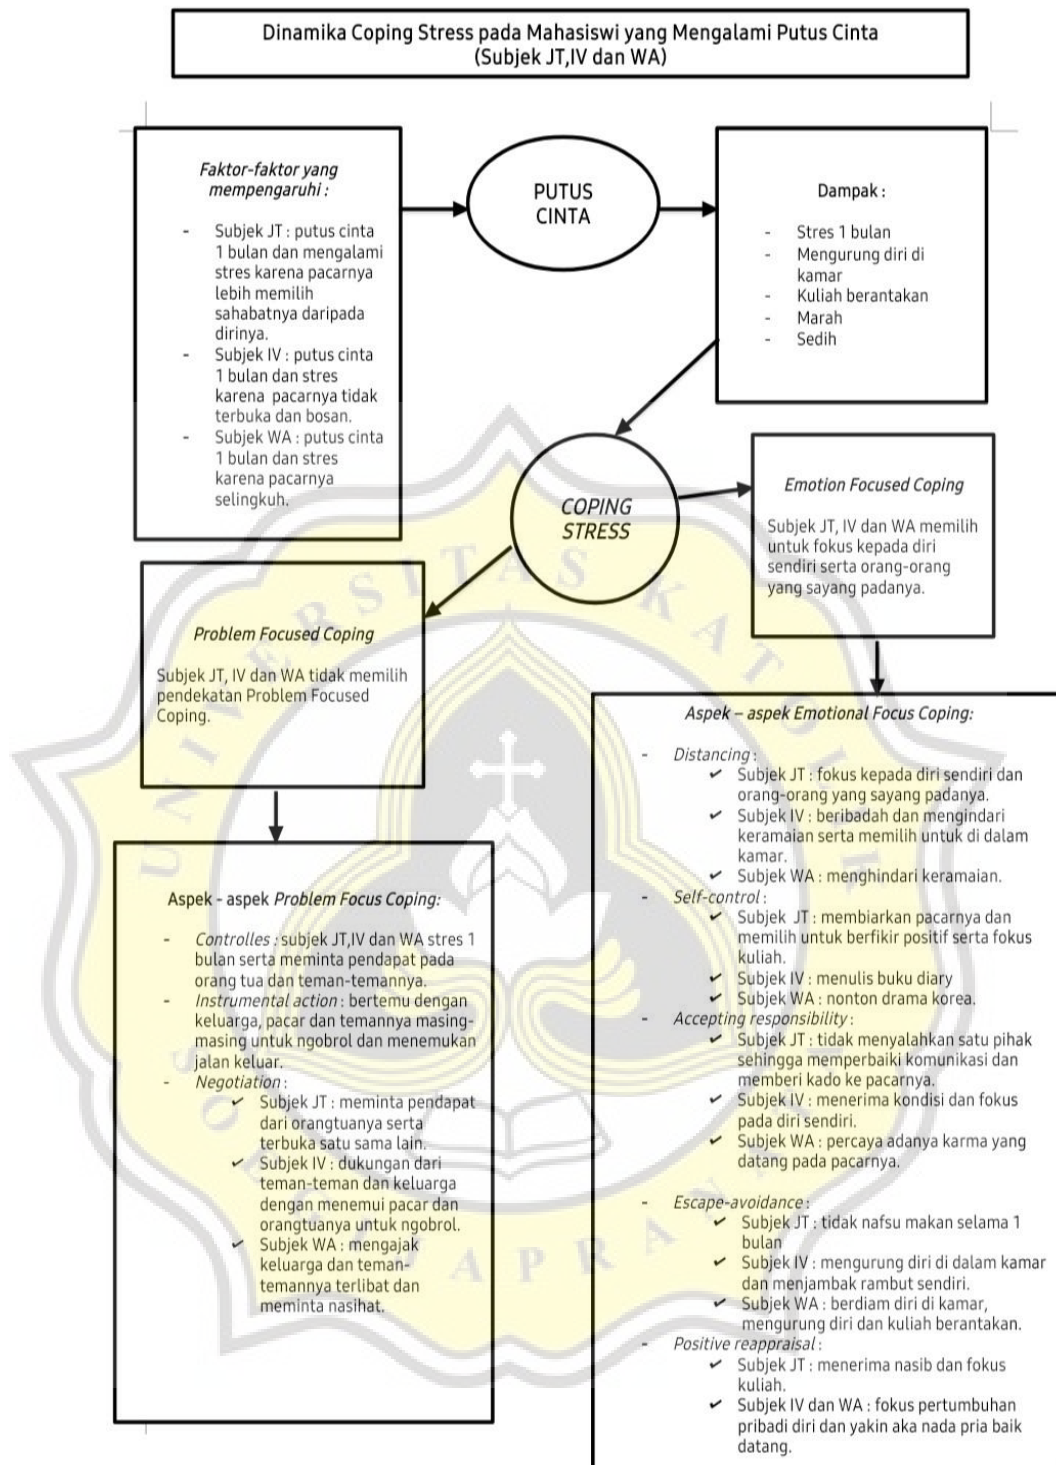 Dinamika Coping Stress pada Mahasiswi yang Mengalami Putus Cinta
(Subjek JT,IV dan WA)
Faktor-faktor yang
mempengaruhi :
- Subjek JT : putus cinta
1 bulan dan mengalami
stres karena pacarnya
lebih memilih
sahabatnya daripada
dirinya.
- Subjek IV : putus cinta
1 bulan dan stres
karena pacarnya tidak
terbuka dan bosan.
- Subjek WA : putus cinta
1 bulan dan stres
karena pacarnya
selingkuh.
PUTUS
CINTA
Dampak :
- Stres 1 bulan
- Mengurung diri di
kamar
- Kuliah berantakan
- Marah
- Sedih
COPING
STRESS
Emotion Focused Coping
Subjek JT, IV dan WA memilih
untuk fokus kepada diri
sendiri serta orang-orang
yang sayang padanya.
Problem Focused Coping
Subjek JT, IV dan WA tidak memilih
pendekatan Problem Focused
Coping.
Aspek - aspek Problem Focus Coping:
- Controlles : subjek JT,IV dan WA stres 1
bulan serta meminta pendapat pada
orang tua dan teman-temannya.
- Instrumental action : bertemu dengan
keluarga, pacar dan temannya masing-
masing untuk ngobrol dan menemukan
jalan keluar.
- Negotiation :
✔ Subjek JT : meminta pendapat
dari orangtuanya serta
terbuka satu sama lain.
✔ Subjek IV : dukungan dari
teman-teman dan keluarga
dengan menemui pacar dan
orangtuanya untuk ngobrol.
✔ Subjek WA : mengajak
keluarga dan teman-
temannya terlibat dan
meminta nasihat.
Aspek – aspek Emotional Focus Coping:
- Distancing :
✔ Subjek JT : fokus kepada diri sendiri dan
orang-orang yang sayang padanya.
✔ Subjek IV : beribadah dan mengindari
keramaian serta memilih untuk di dalam
kamar.
✔ Subjek WA : menghindari keramaian.
- Self-control :
✔ Subjek JT : membiarkan pacarnya dan
memilih untuk berfikir positif serta fokus
kuliah.
✔ Subjek IV : menulis buku diary
✔ Subjek WA : nonton drama korea.
- Accepting responsibility :
✔ Subjek JT : tidak menyalahkan satu pihak
sehingga memperbaiki komunikasi dan
memberi kado ke pacarnya.
✔ Subjek IV : menerima kondisi dan fokus
pada diri sendiri.
✔ Subjek WA : percaya adanya karma yang
datang pada pacarnya.
- Escape-avoidance :
✔ Subjek JT : tidak nafsu makan selama 1
bulan
✔ Subjek IV : mengurung diri di dalam kamar
dan menjambak rambut sendiri.
✔ Subjek WA : berdiam diri di kamar,
mengurung diri dan kuliah berantakan.
- Positive reappraisal :
✔ Subjek JT : menerima nasib dan fokus
kuliah.
✔ Subjek IV dan WA : fokus pertumbuhan
pribadi diri dan yakin aka nada pria baik
datang.
UNIVERSITAS KATOLIK
SOEGIJAPRANATA